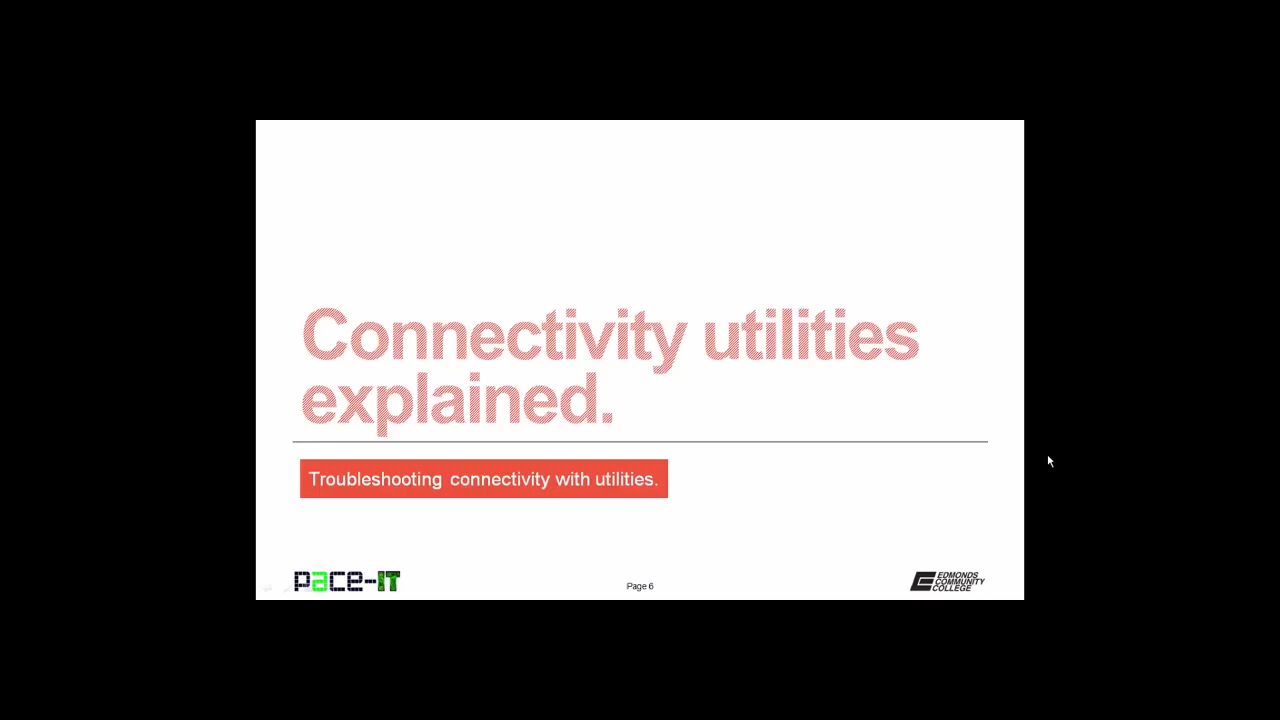 Connectivity utilities
explained.
Troubleshooting connectivity with utilities.
pace-IT
Page 6
EDMONDS
COMMUNITY
COLLEGE